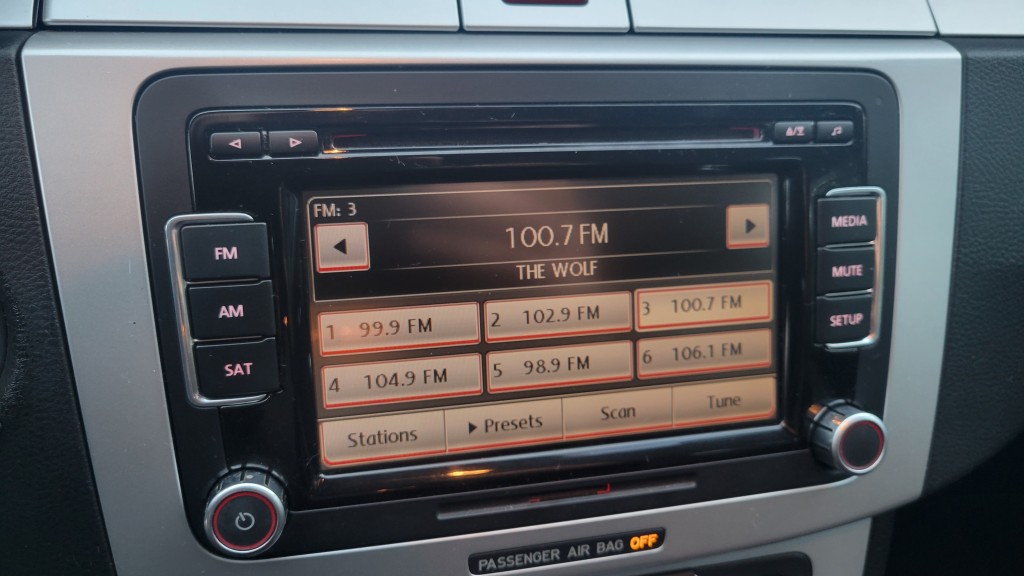 FM: 3
100.7 FM
THE WOLF
1 99.9 FM
2 102.9 FM
3 100.7 FM
4 104.9 FM
5 98.9 FM
6 106.1 FM
Stations
Presets
Scan
Tune
FM
AM
SAT
MEDIA
MUTE
SETUP
PASSENGER AIR BAG OFF